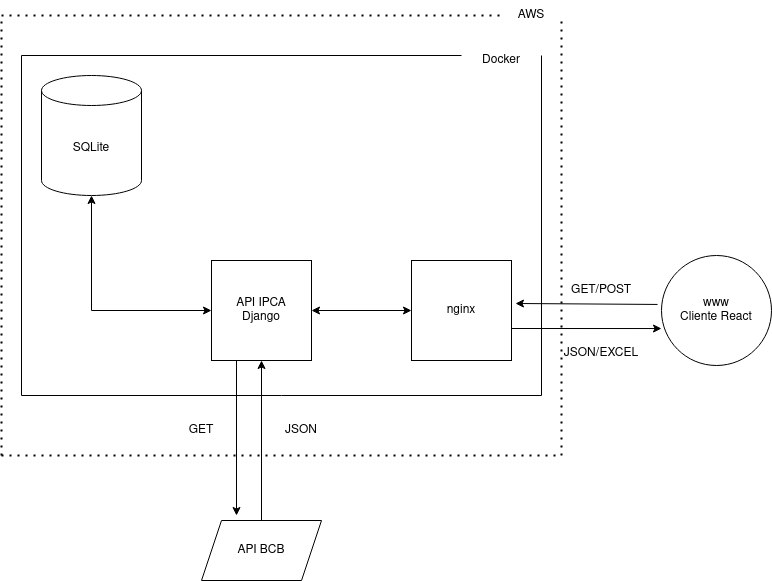 AWS
Docker
SQLite
API IPCA
Django
nginx
GET/POST
www
Cliente React
JSON/EXCEL
GET
JSON
API BCB